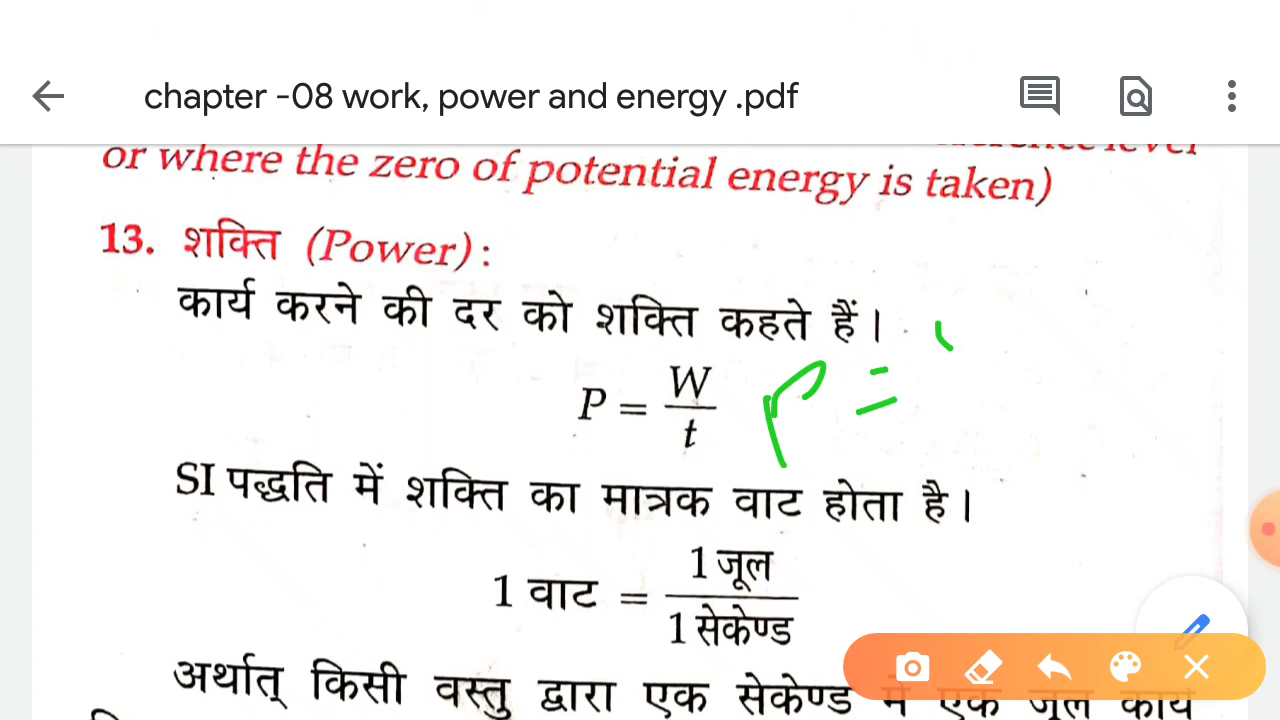 chapter -08 work, power and energy .pdf
or where the zero of potential energy is taken)
13. शक्ति (Power) :
कार्य करने की दर को शक्ति कहते हैं।
P = W/t P =
SI पद्धति में शक्ति का मात्रक वाट होता है।
1 वाट = 1 जूल / 1 सेकेण्ड
अर्थात् किसी वस्तु द्वारा एक सेकेण्ड में एक जूल कार्य